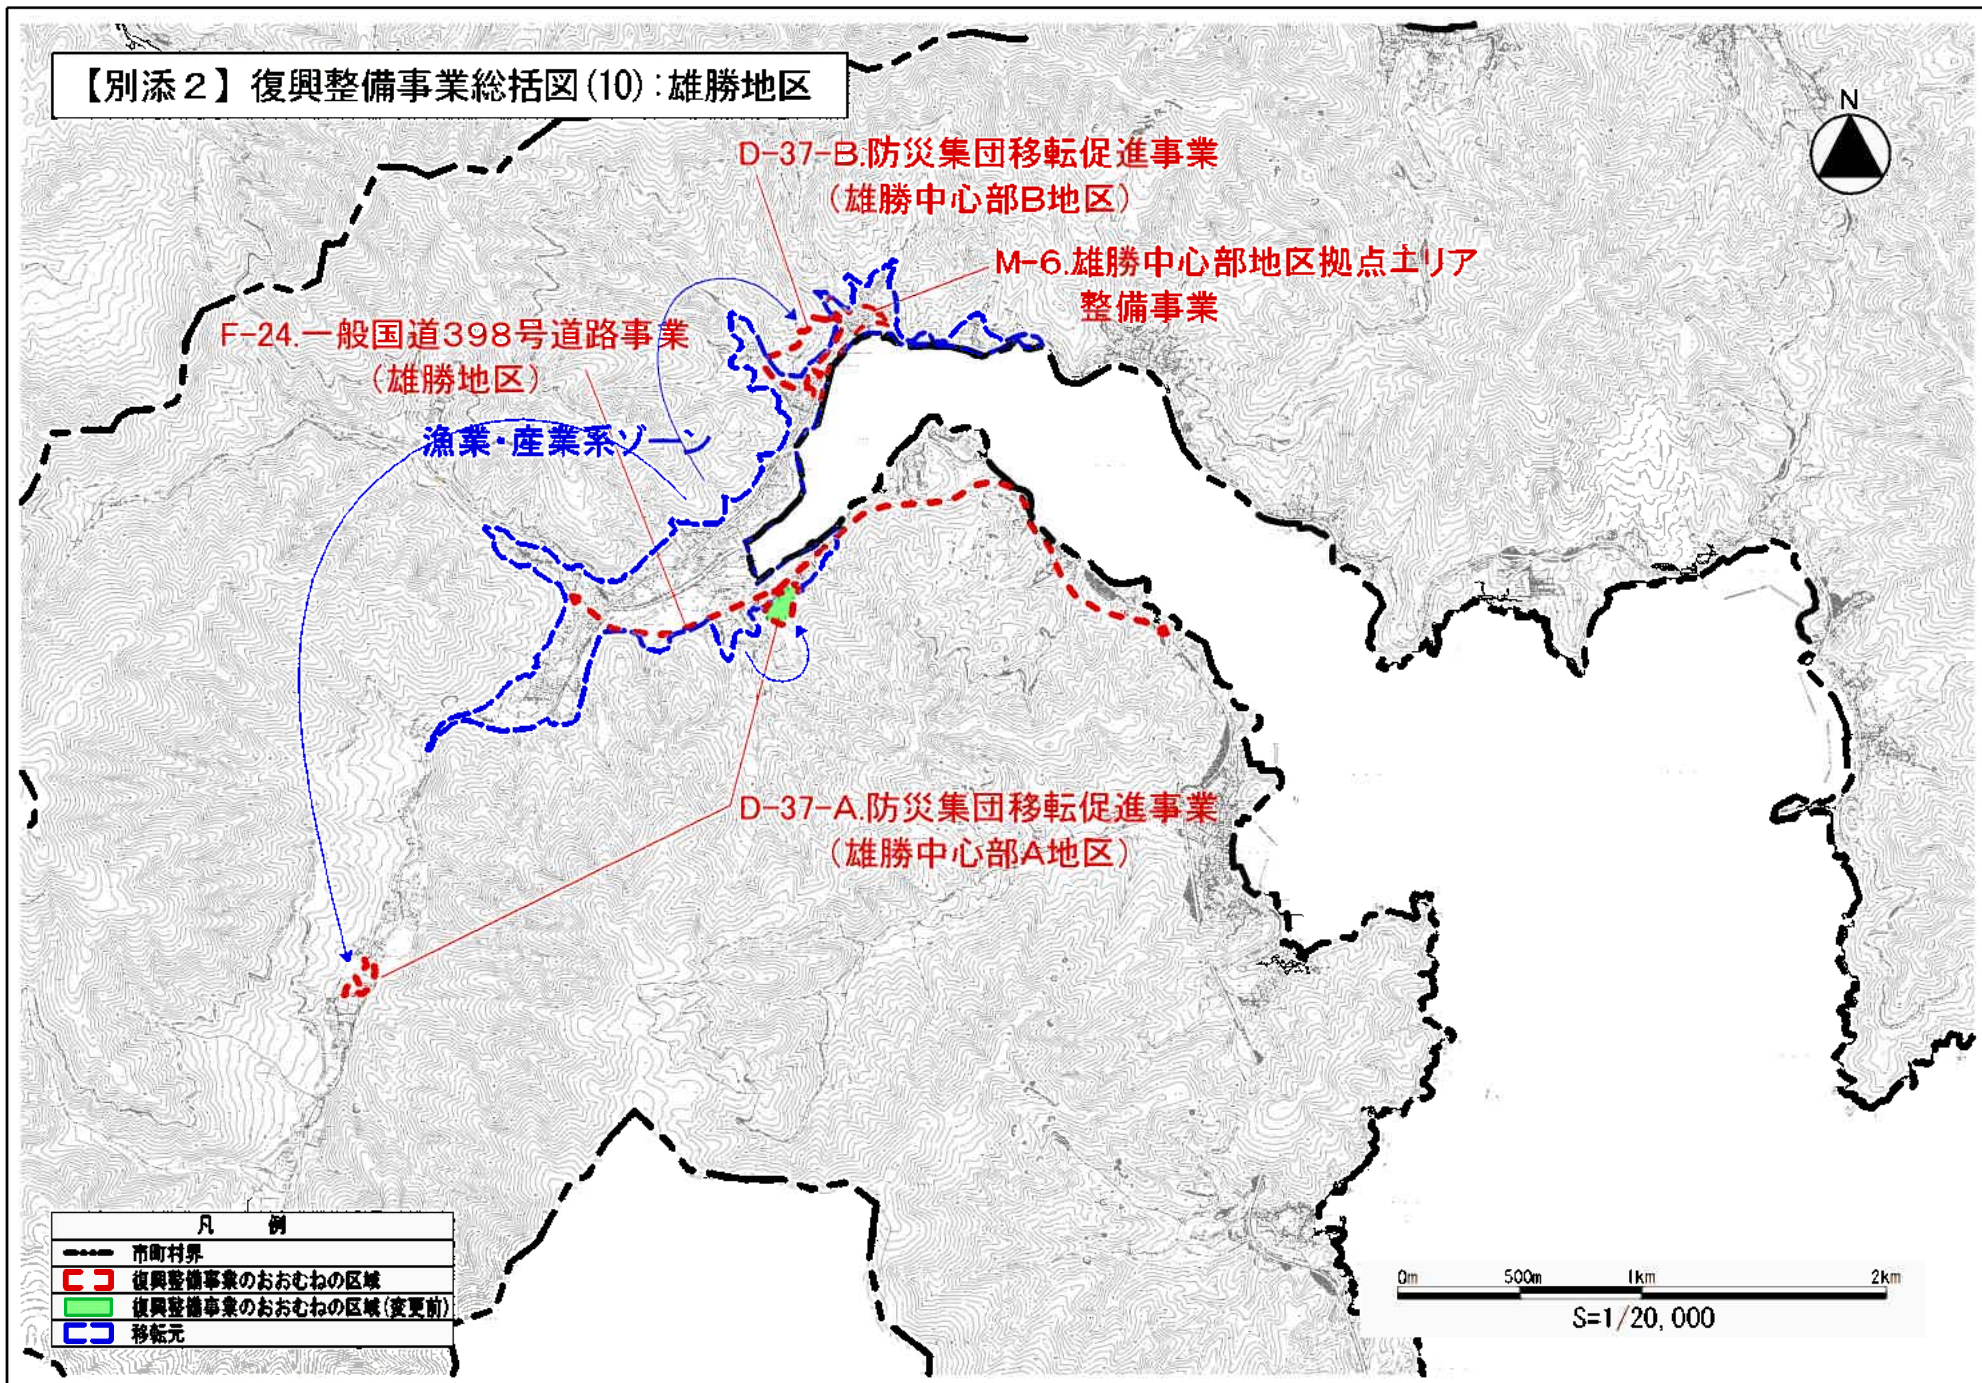 【別添２】復興整備事業総括図(10):雄勝地区
N
D-37-B.防災集団移転促進事業
(雄勝中心部B地区)
M-6.雄勝中心部地区拠点エリア
整備事業
F-24.一般国道398号道路事業
(雄勝地区)
漁業・産業系ゾーン
D-37-A.防災集団移転促進事業
(雄勝中心部A地区)
凡 例
市町村界
復興整備事業のおおむねの区域
復興整備事業のおおむねの区域(変更前)
移転元
0m 500m 1km 2km
S=1/20,000